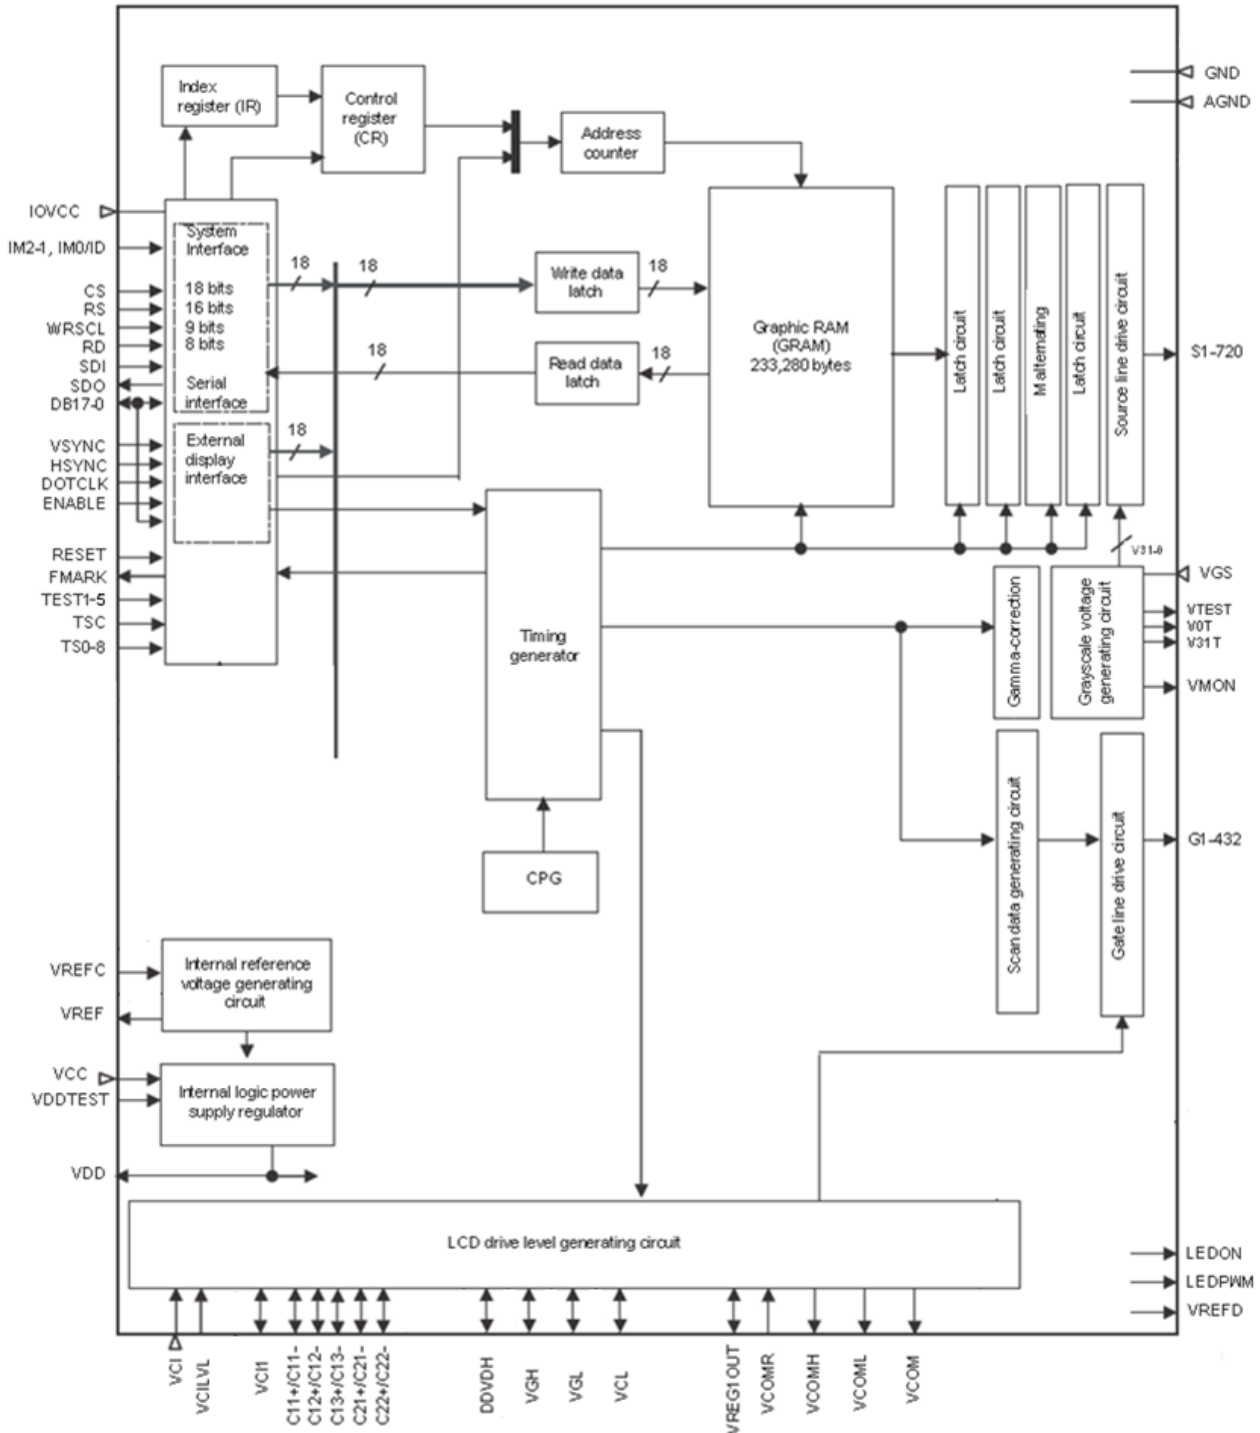 Index
register (IR)
Control
register
(CR)
Address
counter
GND
AGND
IOVCC
IM2-1, IM0/ID
CS
RS
WRSCL
RD
SDI
SDO
DB17-0
VSYNC
HSYNC
DOTCLK
ENABLE
RESET
FMARK
TEST1-5
TSC
TS0-8
System
Interface
18 bits
16 bits
9 bits
8 bits
Serial
interface
External
display
interface
18
18
18
18
18
18
Write data
latch
Read data
latch
Graphic RAM
(GRAM)
233,280 bytes
Latch circuit
Latch circuit
Malternating
Latch circuit
Source line drive circuit
S1-720
V31-0
VGS
VTEST
V0T
V31T
VMON
Timing
generator
Gamma-correction
Grayscale voltage
generating circuit
CPG
Scan data generating circuit
Gate line drive circuit
G1-432
VREFC
VREF
VCC
VDDTEST
VDD
Internal reference
voltage generating
circuit
Internal logic power
supply regulator
LCD drive level generating circuit
LEDON
LEDPWM
VREFD
VCI
VCILVL
VCI1
C11+/C11-
C12+/C12-
C13+/C13-
C21+/C21-
C22+/C22-
DDVDH
VGH
VGL
VCL
VREG1OUT
VCOMR
VCOMH
VCOML
VCOM